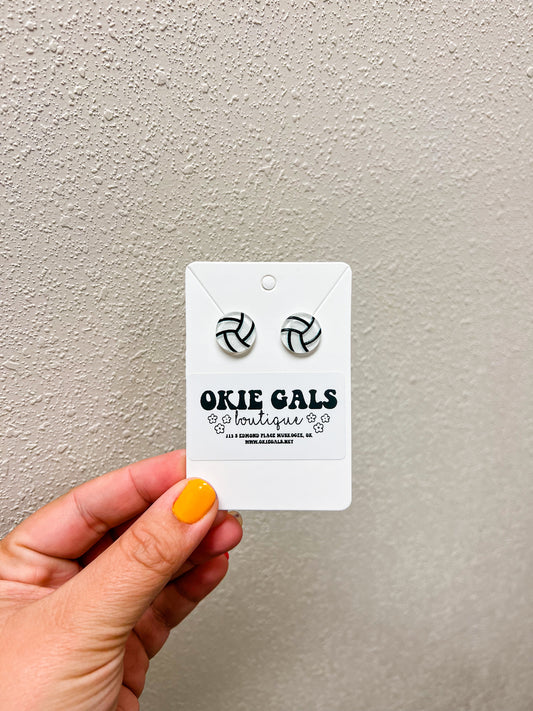 OKIE GALS
boutique
113 S EDMOND PLACE MUSKOGEE, OK
WWW.OKIEGALS.NET